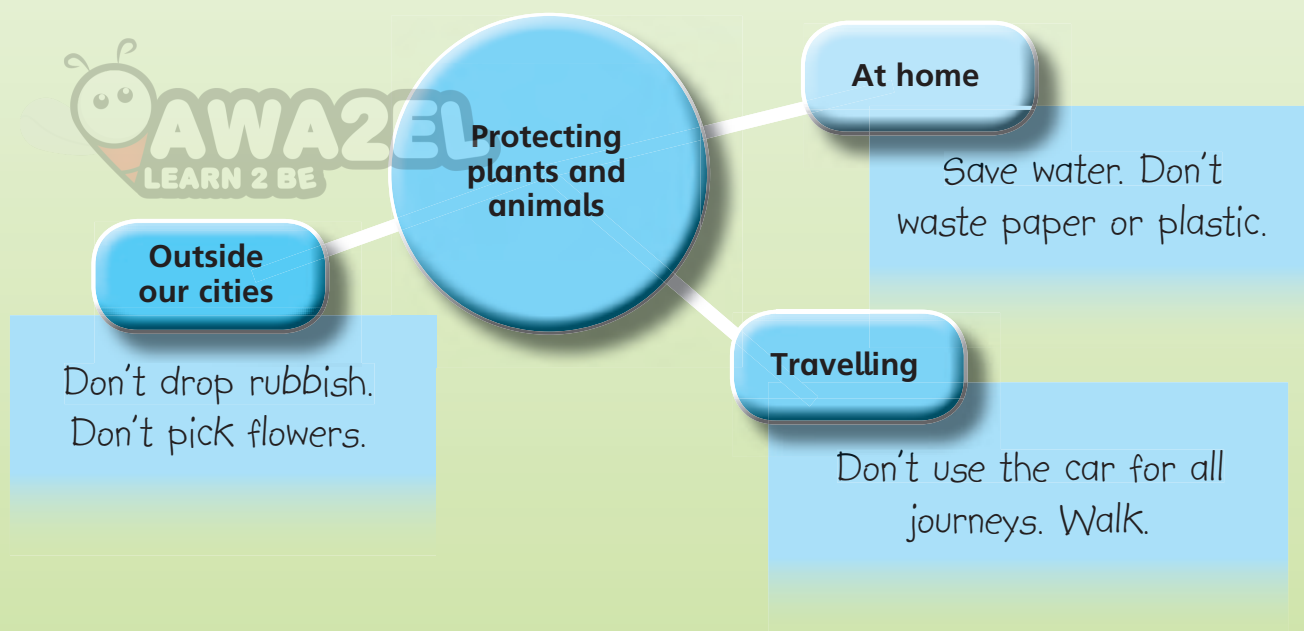 AWA2EL
LEARN 2 BE
Protecting
plants and
animals
At home
Save water. Don't
waste paper or plastic.
Outside
our cities
Don't drop rubbish.
Don't pick flowers.
Travelling
Don't use the car for all
journeys. Walk.